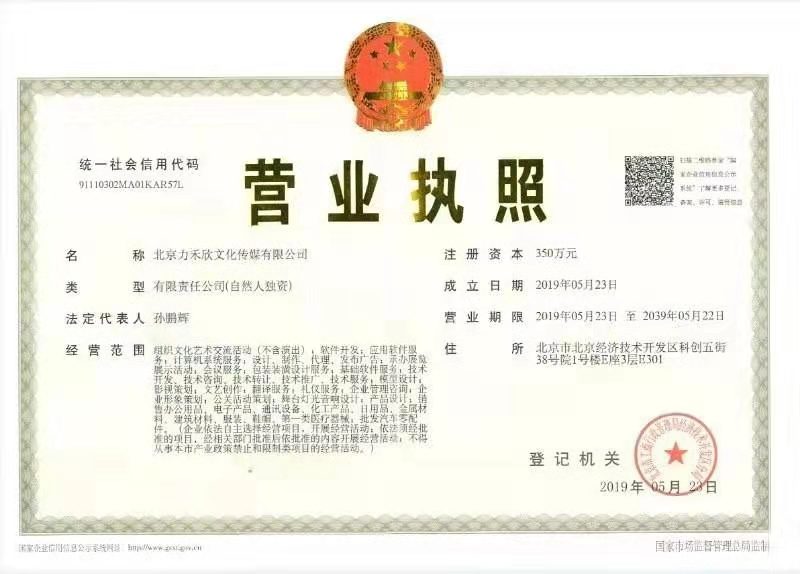 统一社会信用代码
91110302MA01KAR57L
营业执照
扫描二维码登录“国
家企业信用信息公示
系统”了解更多登记、
备案、许可、监管信息
名称 北京力禾欣文化传媒有限公司
类型 有限责任公司(自然人独资)
法定代表人 孙鹏辉
经营范围 组织文化艺术交流活动（不含演出）；软件开发；应用软件服
务；计算机系统服务；设计、制作、代理、发布广告；承办展览
展示活动；会议服务；包装装潢设计服务；基础软件服务；技术
开发、技术咨询、技术转让、技术推广、技术服务；模型设计；
影视策划；文艺创作；翻译服务；礼仪服务；企业管理咨询；企
业形象策划；公关活动策划；舞台灯光音响设计；产品设计；销
售办公用品、电子产品、通讯设备、化工产品、日用品、金属材
料、建筑材料、服装、鞋帽、第一类医疗器械；批发汽车零配
件。（企业依法自主选择经营项目，开展经营活动；依法须经批
准的项目，经相关部门批准后依批准的内容开展经营活动；不得
从事本市产业政策禁止和限制类项目的经营活动。）
注册资本 350万元
成立日期 2019年05月23日
营业期限 2019年05月23日 至 2039年05月22日
住所 北京市北京经济技术开发区科创五街
38号院1号楼E座3层E301
登记机关
2019年 05月 23日
国家企业信用信息公示系统网址：http://www.gsxt.gov.cn
国家市场监督管理总局监制